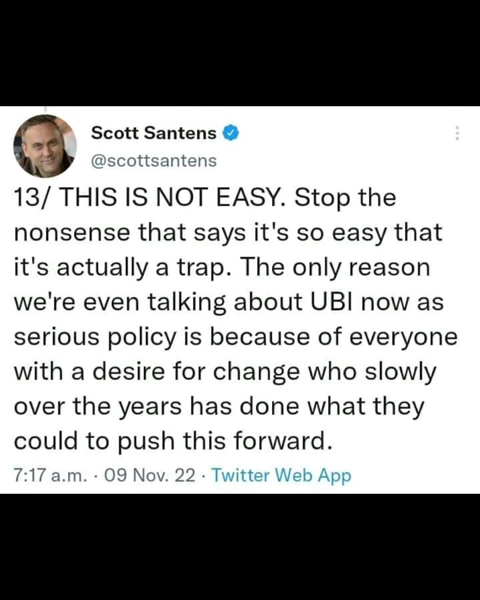 Scott Santens
@scottsantens
13/ THIS IS NOT EASY. Stop the
nonsense that says it's so easy that
it's actually a trap. The only reason
we're even talking about UBI now as
serious policy is because of everyone
with a desire for change who slowly
over the years has done what they
could to push this forward.
7:17 a.m. · 09 Nov. 22 · Twitter Web App